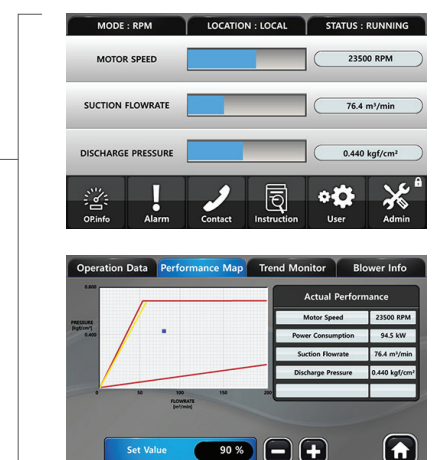 MODE : RPM LOCATION : LOCAL STATUS : RUNNING
MOTOR SPEED 23500 RPM
SUCTION FLOWRATE 76.4 m³/min
DISCHARGE PRESSURE 0.440 kgf/cm²
OP.info Alarm Contact Instruction User Admin
Operation Data Performance Map Trend Monitor Blower Info
0.600
Actual Performance
PRESSURE
[kgf/cm²]
0.400
Motor Speed 23500 RPM
Power Consumption 94.5 kW
Suction Flowrate 76.4 m³/min
Discharge Pressure 0.440 kgf/cm²
0 50 100 150 200
FLOWRATE
[m³/min]
Set Value 90 % − +